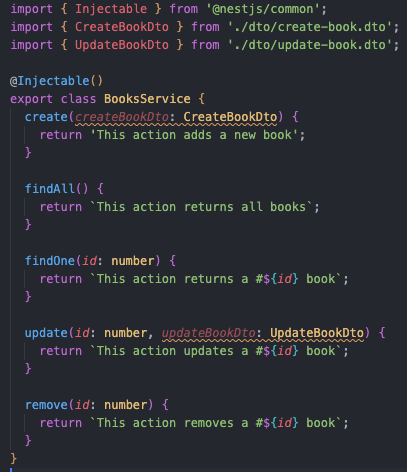 import { Injectable } from '@nestjs/common';
import { CreateBookDto } from './dto/create-book.dto';
import { UpdateBookDto } from './dto/update-book.dto';

@Injectable()
export class BooksService {
  create(createBookDto: CreateBookDto) {
    return 'This action adds a new book';
  }

  findAll() {
    return `This action returns all books`;
  }

  findOne(id: number) {
    return `This action returns a #${id} book`;
  }

  update(id: number, updateBookDto: UpdateBookDto) {
    return `This action updates a #${id} book`;
  }

  remove(id: number) {
    return `This action removes a #${id} book`;
  }
}